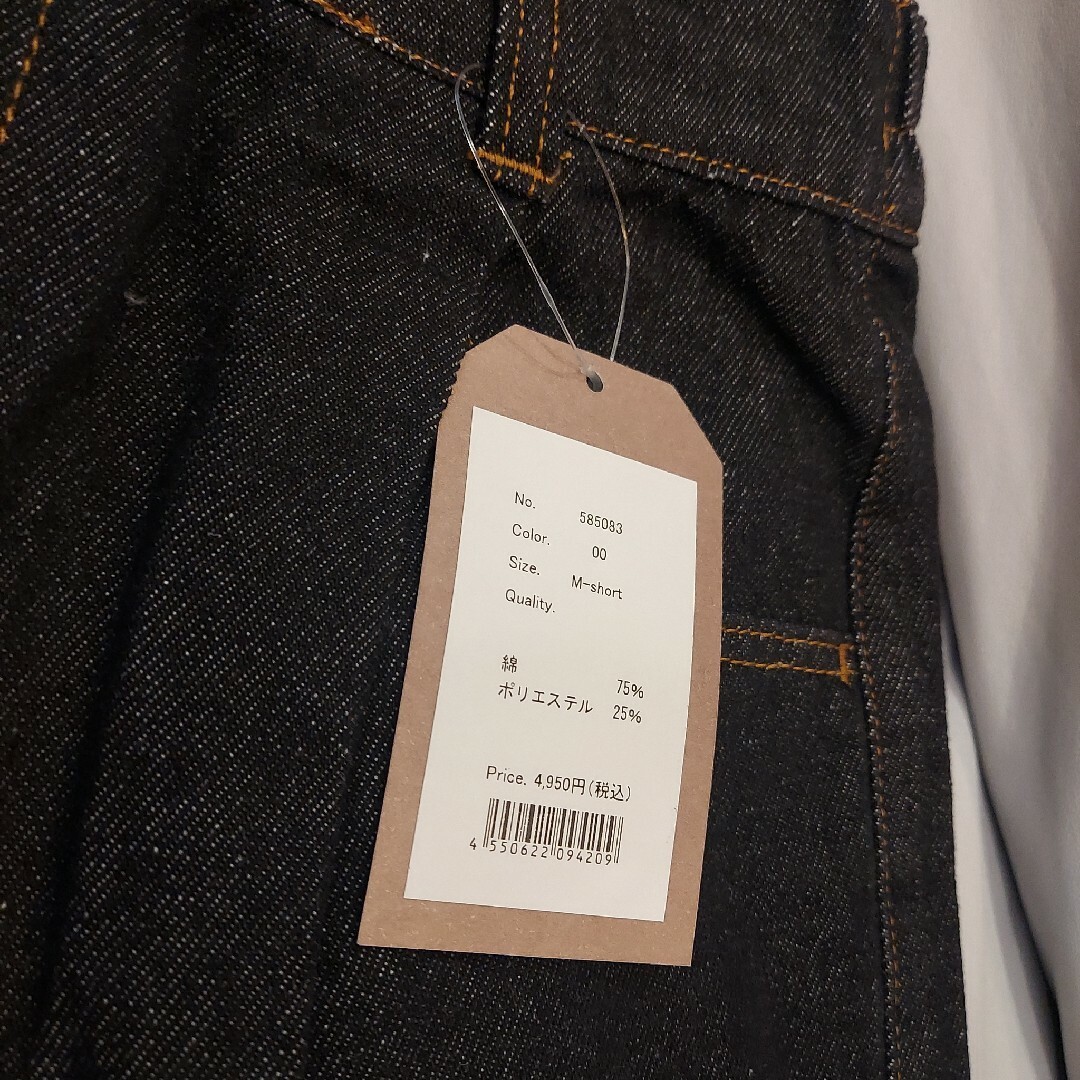 No. 585083
Color. 00
Size. M-short
Quality.
綿 75%
ポリエステル 25%
Price. 4,950円(税込)
4 550622 094209